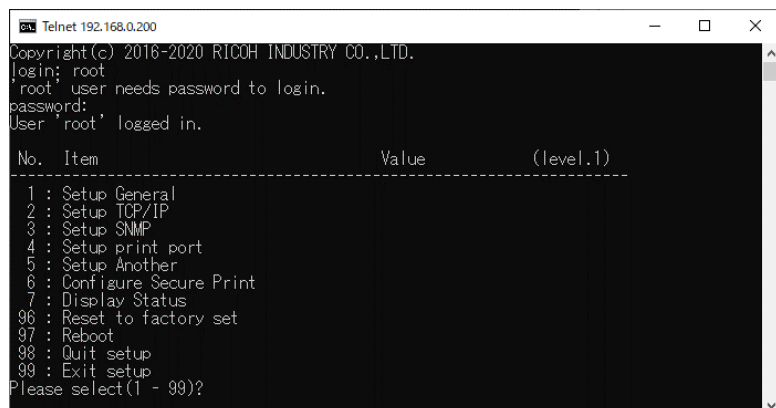 Telnet 192.168.0.200
Copyright(c) 2016-2020 RICOH INDUSTRY CO.,LTD.
login: root
'root' user needs password to login.
password:
User 'root' logged in.
No. Item Value (level.1)
---------------------------------------------------------------------
1 : Setup General
2 : Setup TCP/IP
3 : Setup SNMP
4 : Setup print port
5 : Setup Another
6 : Configure Secure Print
7 : Display Status
96 : Reset to factory set
97 : Reboot
98 : Quit setup
99 : Exit setup
Please select(1 - 99)?